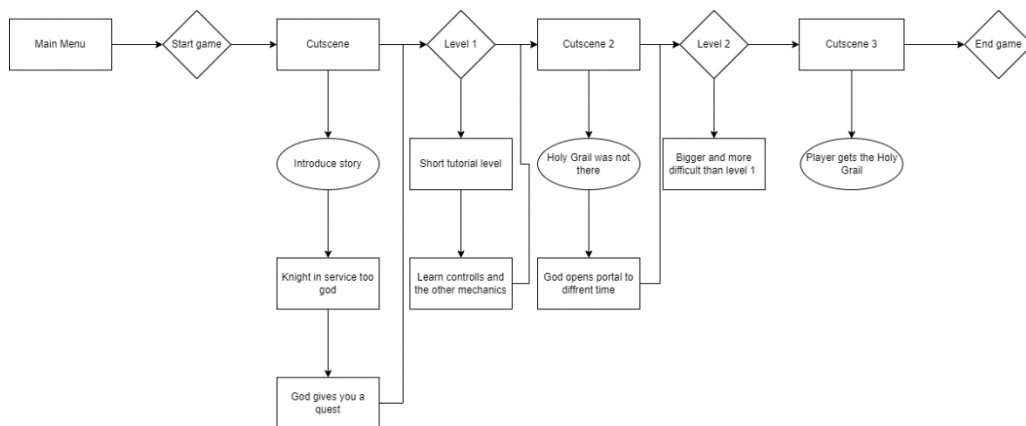 Main Menu
Start game
Cutscene
Level 1
Cutscene 2
Level 2
Cutscene 3
End game
Introduce story
Short tutorial level
Holy Grail was not
there
Bigger and more
difficult than level 1
Player gets the Holy
Grail
Knight in service too
god
Learn controlls and
the other mechanics
God opens portal to
diffrent time
God gives you a
quest